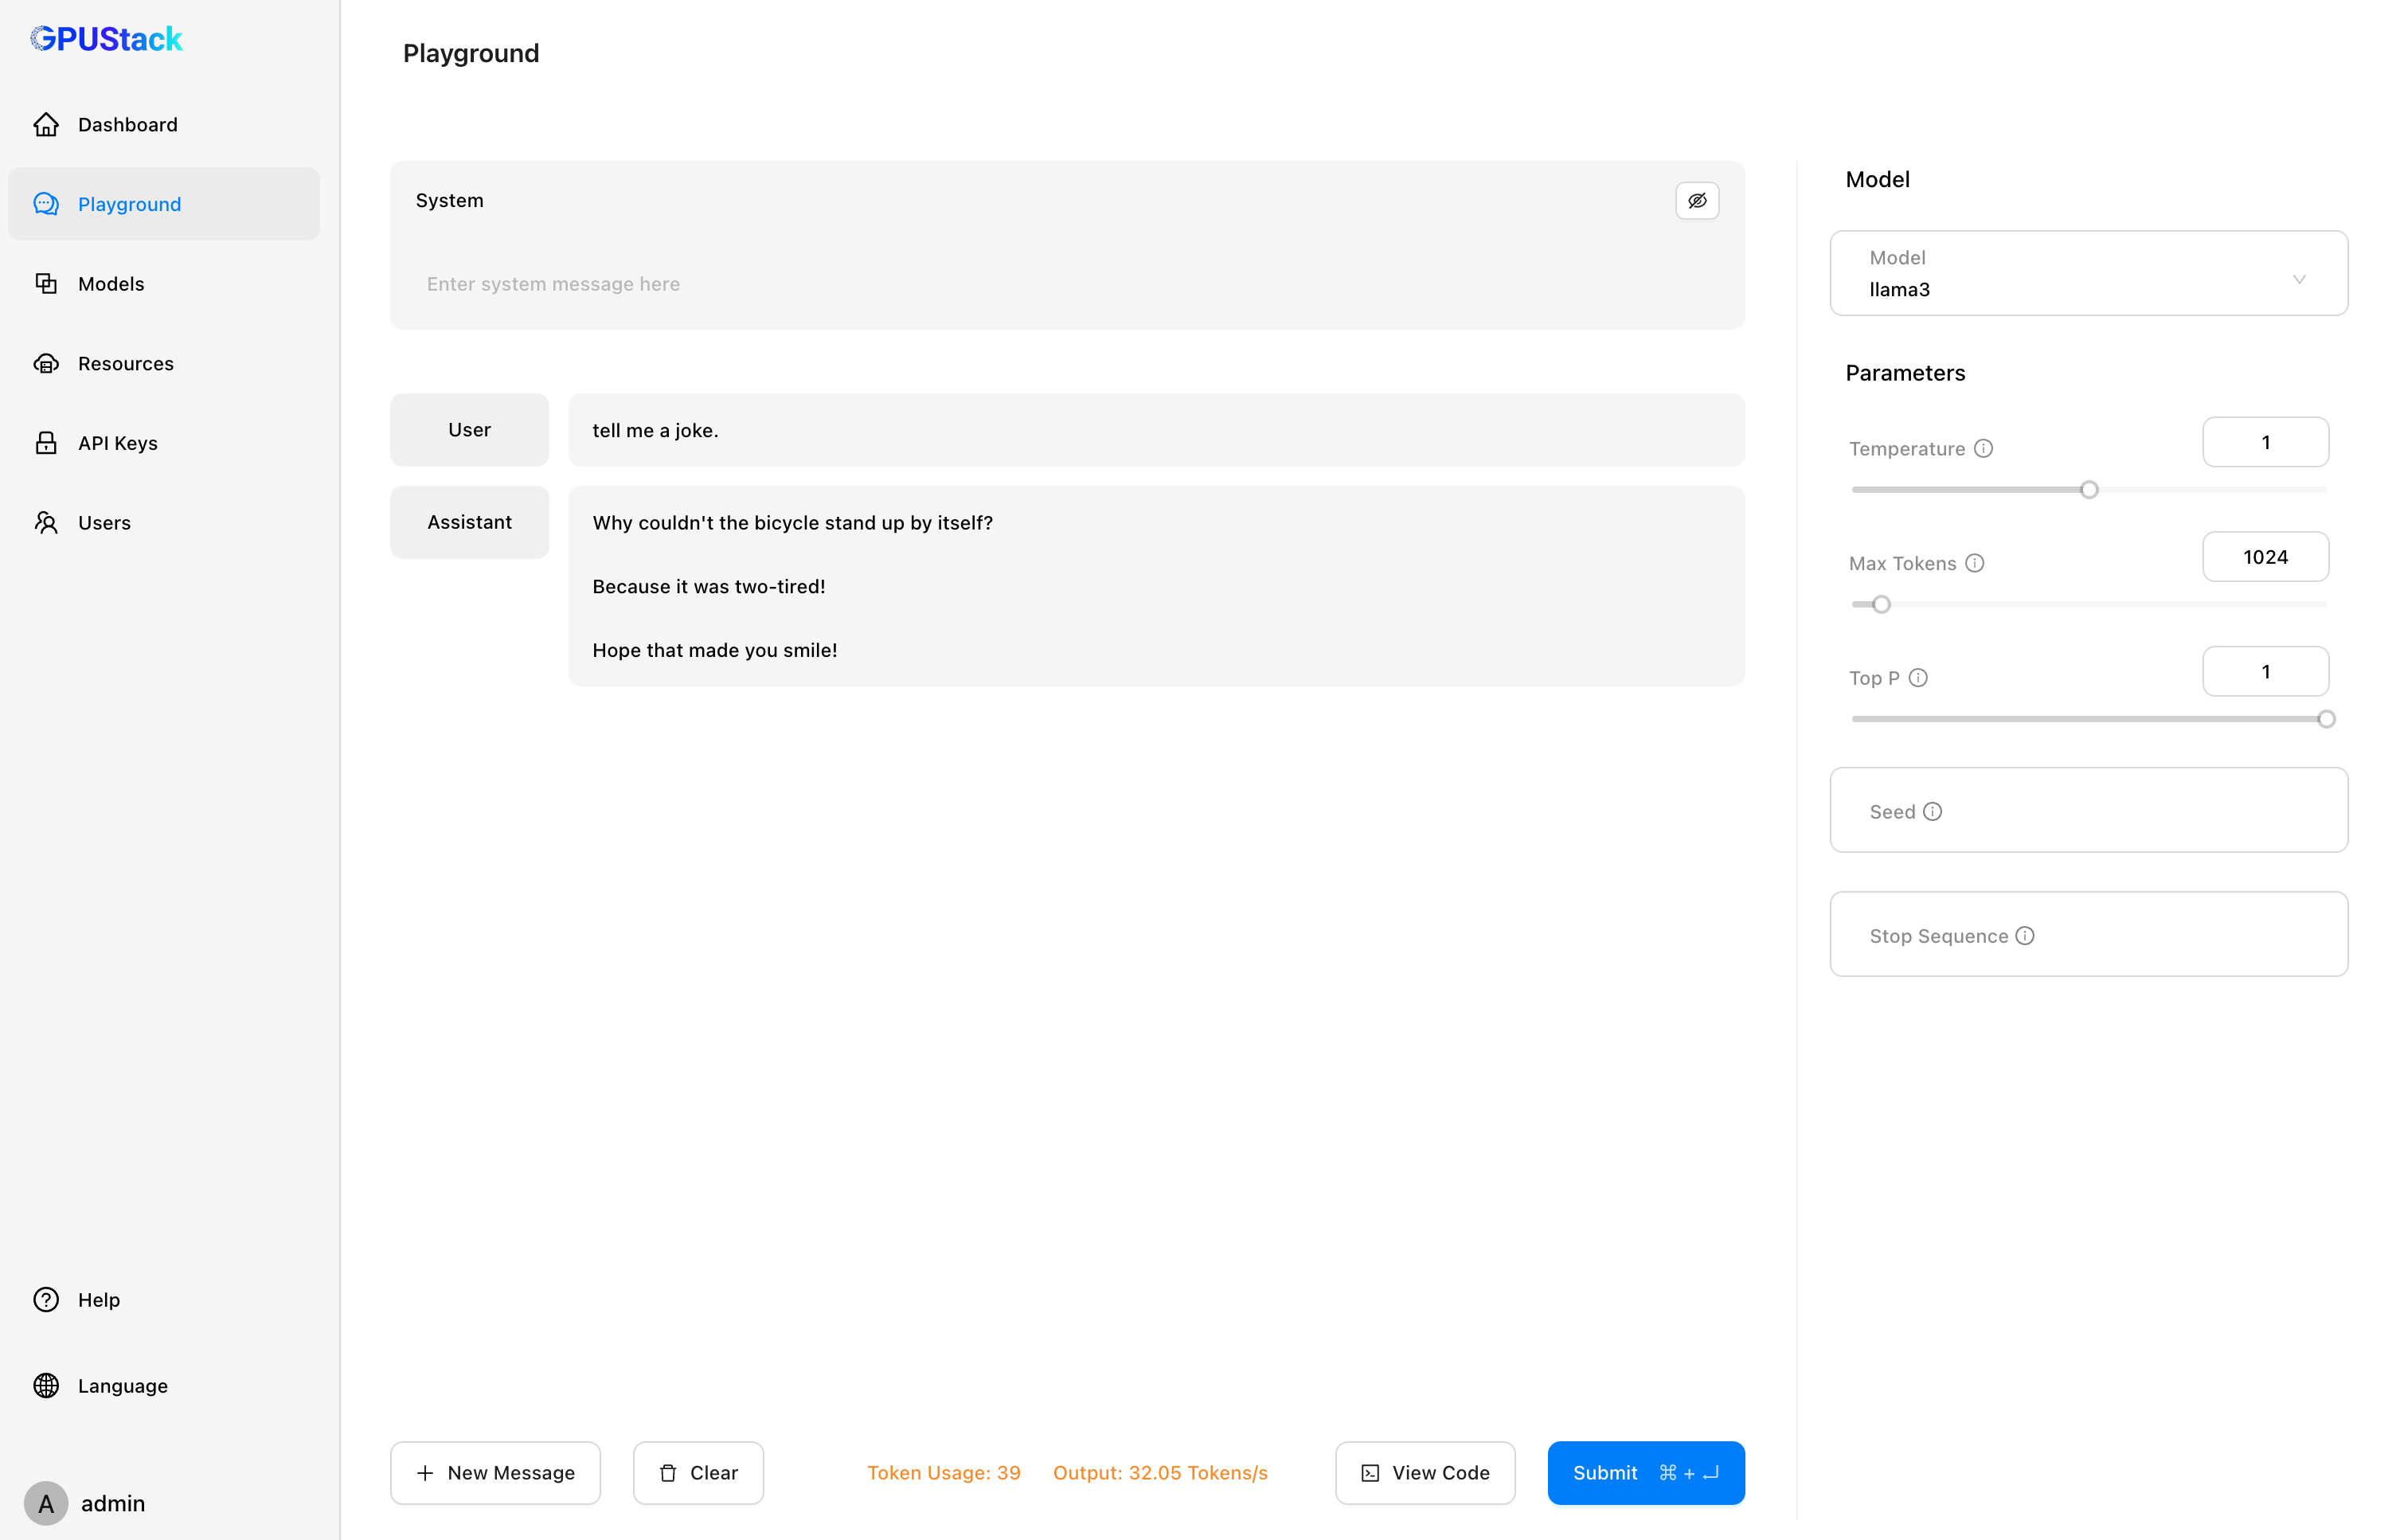 GPUStack
Dashboard
Playground
Models
Resources
API Keys
Users
Help
Language
A admin
Playground
System
Enter system message here
User
tell me a joke.
Assistant
Why couldn't the bicycle stand up by itself?
Because it was two-tired!
Hope that made you smile!
New Message
Clear
Token Usage: 39
Output: 32.05 Tokens/s
View Code
Submit ⌘ + ↵
Model
Model
llama3
Parameters
Temperature
1
Max Tokens
1024
Top P
1
Seed
Stop Sequence